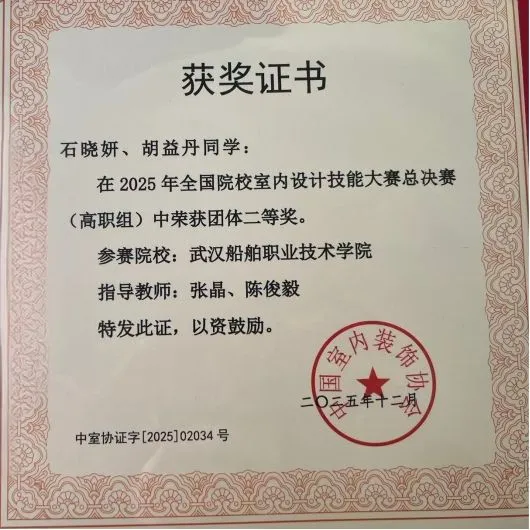 获奖证书
石晓妍、胡益丹同学：
在 2025 年全国院校室内设计技能大赛总决赛
（高职组）中荣获团体二等奖。
参赛院校：武汉船舶职业技术学院
指导教师：张晶、陈俊毅
特发此证，以资鼓励。
中国室内装饰协会
二〇二五年十二月
中室协证字[2025]02034 号